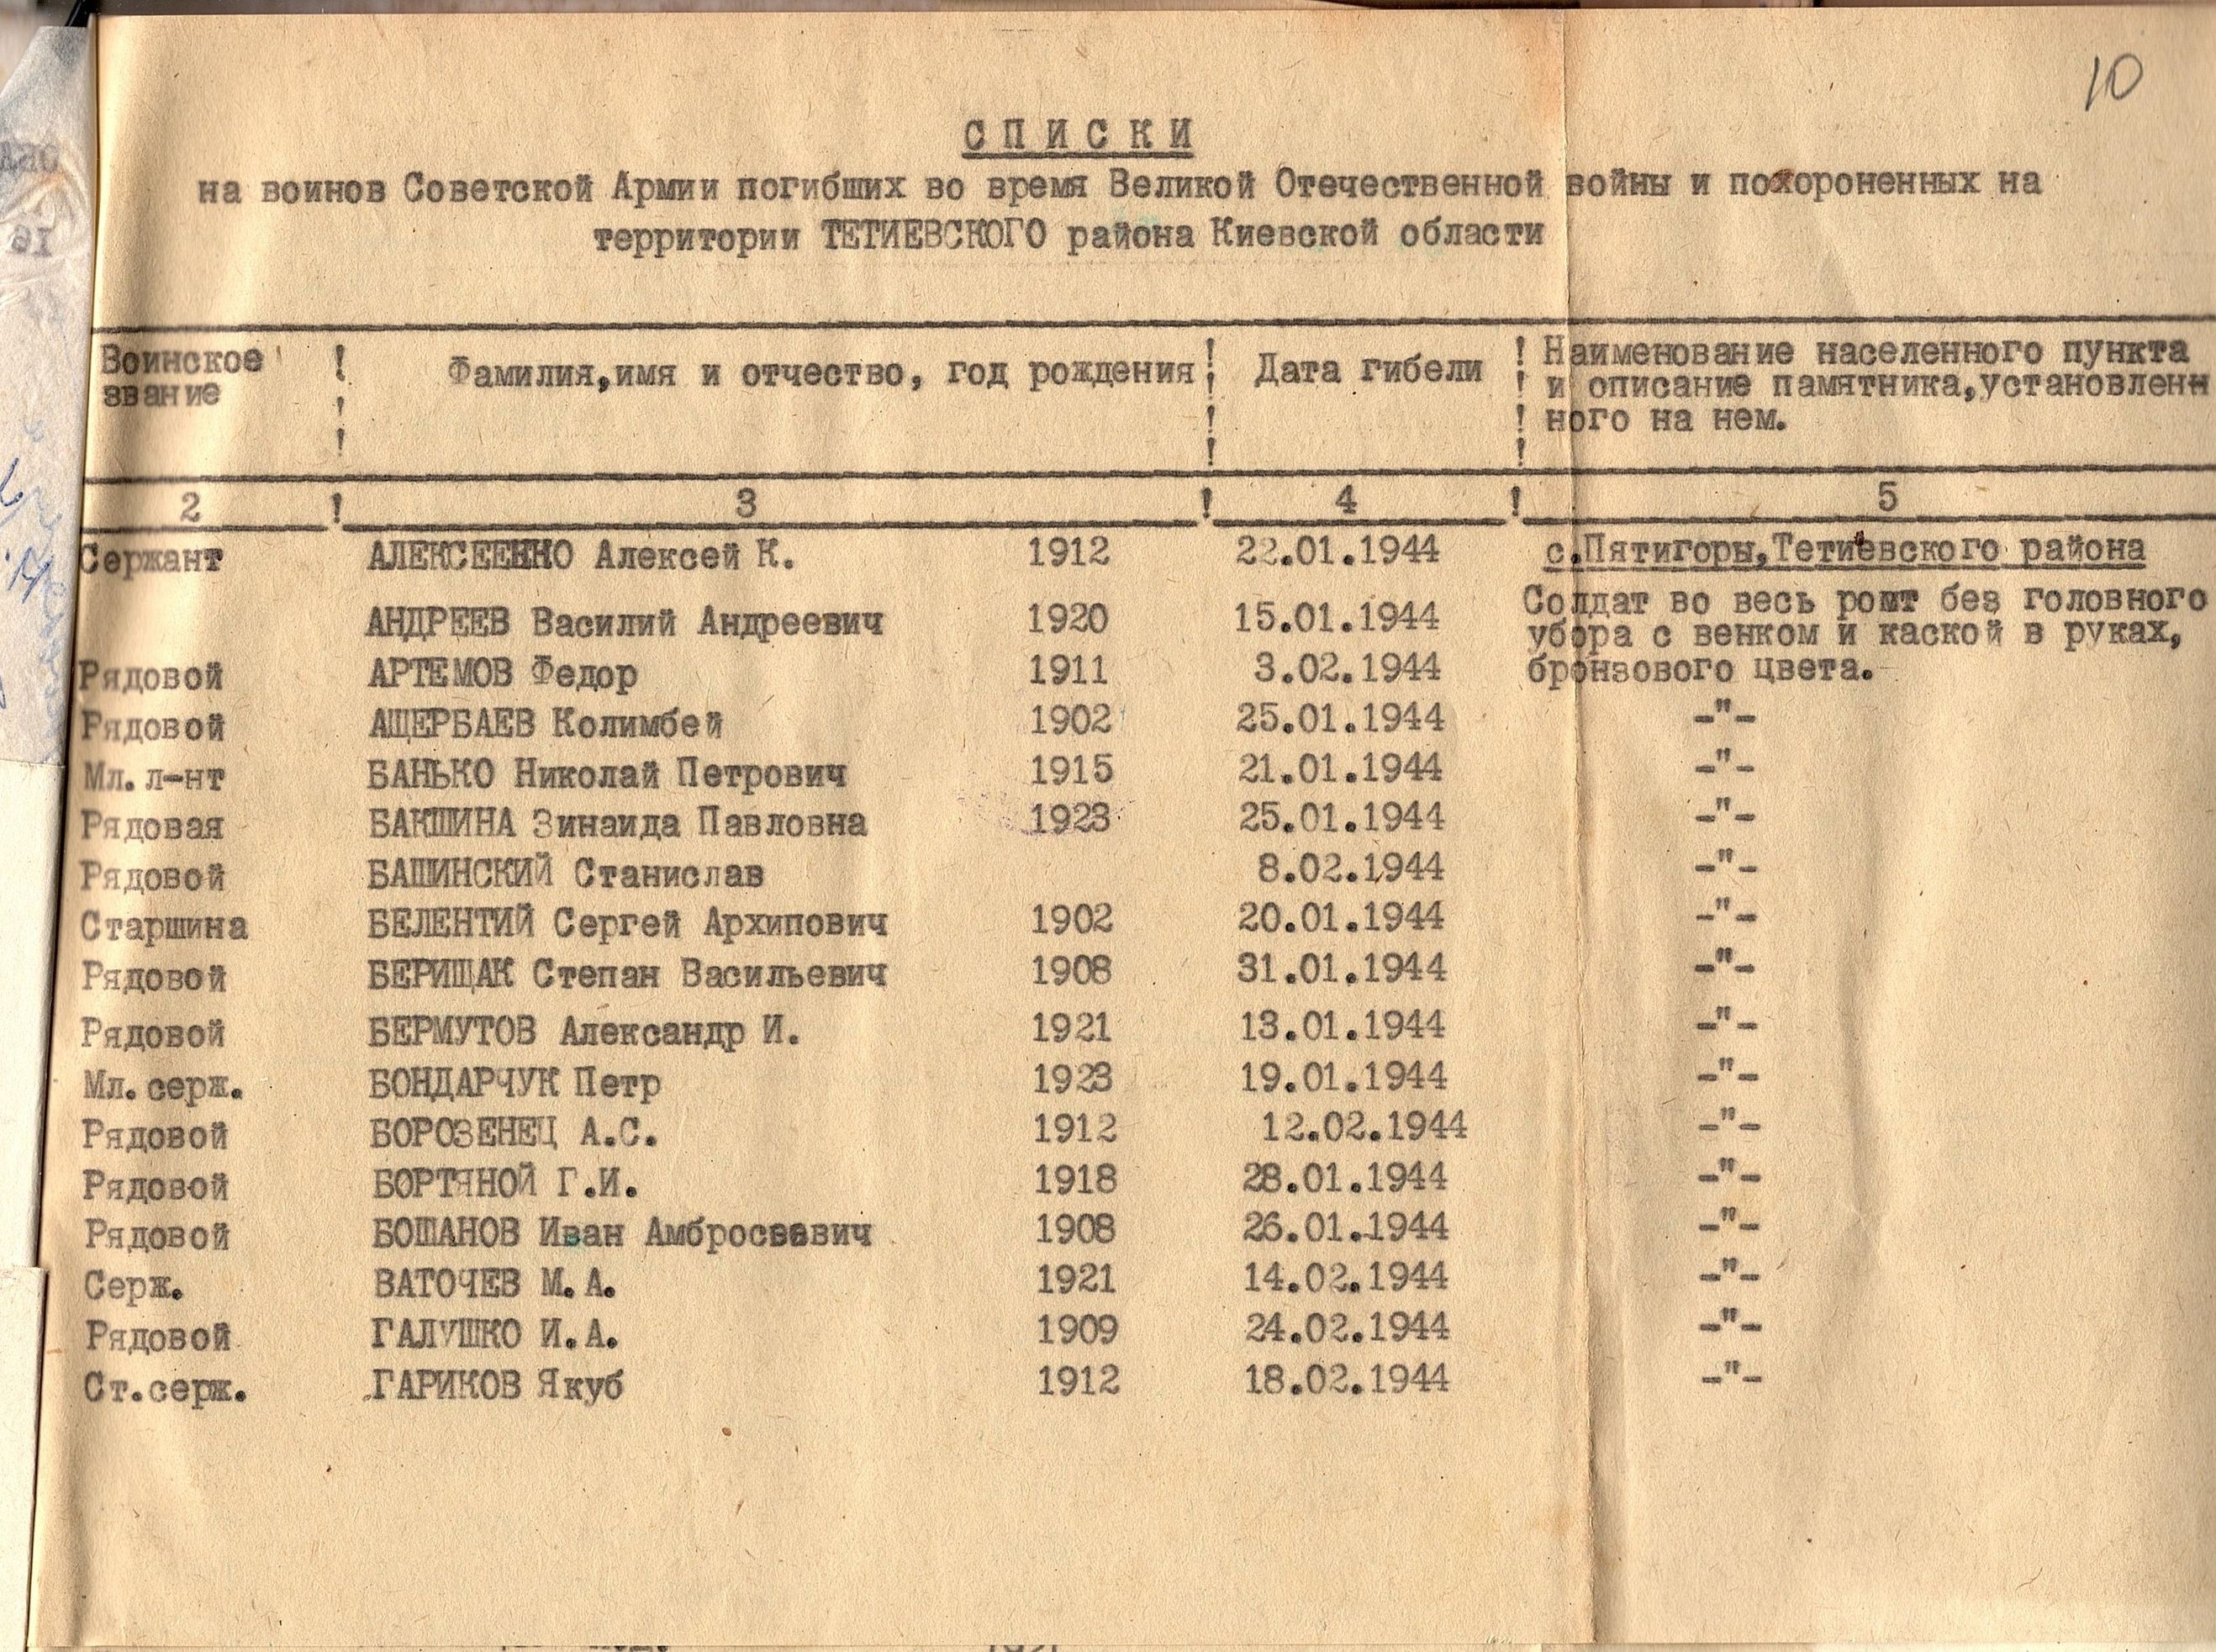 10
СПИСКИ
на воинов Советской Армии погибших во время Великой Отечественной войны и похороненных на
территории ТЕТИЕВСКОГО района Киевской области
Воинское звание ! Фамилия,имя и отчество, год рождения ! Дата гибели ! Наименование населенного пункта
и описание памятника,установленн
ного на нем.
2 ! 3 ! 4 ! 5
Сержант АЛЕКСЕЕННО Алексей К. 1912 22.01.1944 с.Пятигоры,Тетиевского района
АНДРЕЕВ Василий Андреевич 1920 15.01.1944 Солдат во весь рост без головного
убора с венком и каской в руках,
Рядовой АРТЕМОВ Федор 1911 3.02.1944 бронзового цвета.
Рядовой АЩЕРБАЕВ Колимбей 1902 25.01.1944 -"-
Мл. л-нт БАНЬКО Николай Петрович 1915 21.01.1944 -"-
Рядовая БАКШИНА Зинаида Павловна 1923 25.01.1944 -"-
Рядовой БАШИНСКИЙ Станислав 8.02.1944 -"-
Старшина БЕЛЕНТИЙ Сергей Архипович 1902 20.01.1944 -"-
Рядовой БЕРИЩАК Степан Васильевич 1908 31.01.1944 -"-
Рядовой БЕРМУТОВ Александр И. 1921 13.01.1944 -"-
Мл. серж. БОНДАРЧУК Петр 1923 19.01.1944 -"-
Рядовой БОРОЗЕНЕЦ А.С. 1912 12.02.1944 -"-
Рядовой БОРТЯНОЙ Г.И. 1918 28.01.1944 -"-
Рядовой БОШАНОВ Иван Амбросевич 1908 26.01.1944 -"-
Серж. ВАТОЧЕВ М.А. 1921 14.02.1944 -"-
Рядовой ГАЛУШКО И.А. 1909 24.02.1944 -"-
Ст.серж. ГАРИКОВ Якуб 1912 18.02.1944 -"-